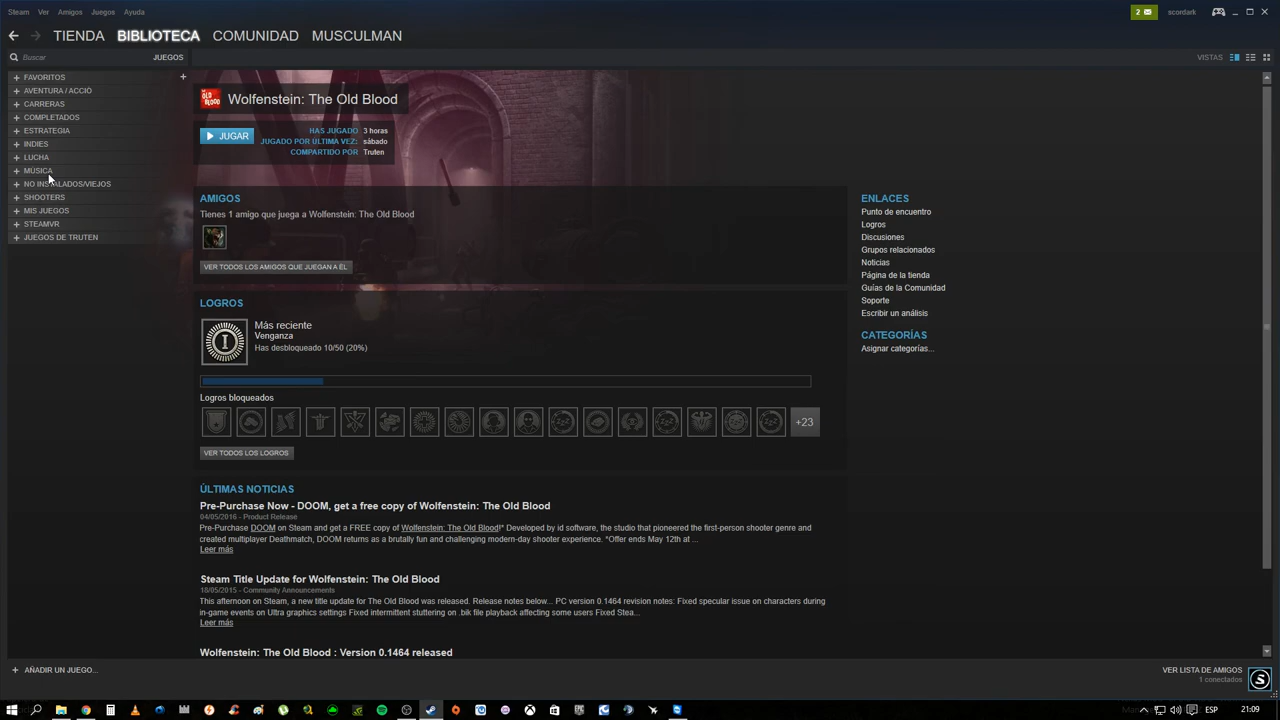 Steam Ver Amigos Juegos Ayuda
2 scordark
TIENDA BIBLIOTECA COMUNIDAD MUSCULMAN
Buscar JUEGOS VISTAS
+ FAVORITOS +
+ AVENTURA / ACCIÓ
+ CARRERAS
+ COMPLETADOS
+ ESTRATEGIA
+ INDIES
+ LUCHA
+ MÚSICA
+ NO INSTALADOS/VIEJOS
+ SHOOTERS
+ MIS JUEGOS
+ STEAMVR
+ JUEGOS DE TRUTEN
OLD BLOOD
Wolfenstein: The Old Blood
JUGAR
HAS JUGADO 3 horas
JUGADO POR ÚLTIMA VEZ: sábado
COMPARTIDO POR Truten
AMIGOS
Tienes 1 amigo que juega a Wolfenstein: The Old Blood
VER TODOS LOS AMIGOS QUE JUEGAN A ÉL
LOGROS
Más reciente
Venganza
Has desbloqueado 10/50 (20%)
Logros bloqueados
+23
VER TODOS LOS LOGROS
ÚLTIMAS NOTICIAS
Pre-Purchase Now - DOOM, get a free copy of Wolfenstein: The Old Blood
04/05/2016 - Product Release
Pre-Purchase DOOM on Steam and get a FREE copy of Wolfenstein: The Old Blood!* Developed by id software, the studio that pioneered the first-person shooter genre and
created multiplayer Deathmatch, DOOM returns as a brutally fun and challenging modern-day shooter experience. *Offer ends May 12th at ...
Leer más
Steam Title Update for Wolfenstein: The Old Blood
18/05/2015 - Community Announcements
This afternoon on Steam, a new title update for The Old Blood was released. Release notes below... PC version 0.1464 revision notes: Fixed specular issue on characters during
in-game events on Ultra graphics settings Fixed intermittent stuttering on .bik file playback affecting some users Fixed Stea...
Leer más
Wolfenstein: The Old Blood : Version 0.1464 released
ENLACES
Punto de encuentro
Logros
Discusiones
Grupos relacionados
Noticias
Página de la tienda
Guías de la Comunidad
Soporte
Escribir un análisis
CATEGORÍAS
Asignar categorías...
+ AÑADIR UN JUEGO...
VER LISTA DE AMIGOS
1 conectados
ESP 21:09